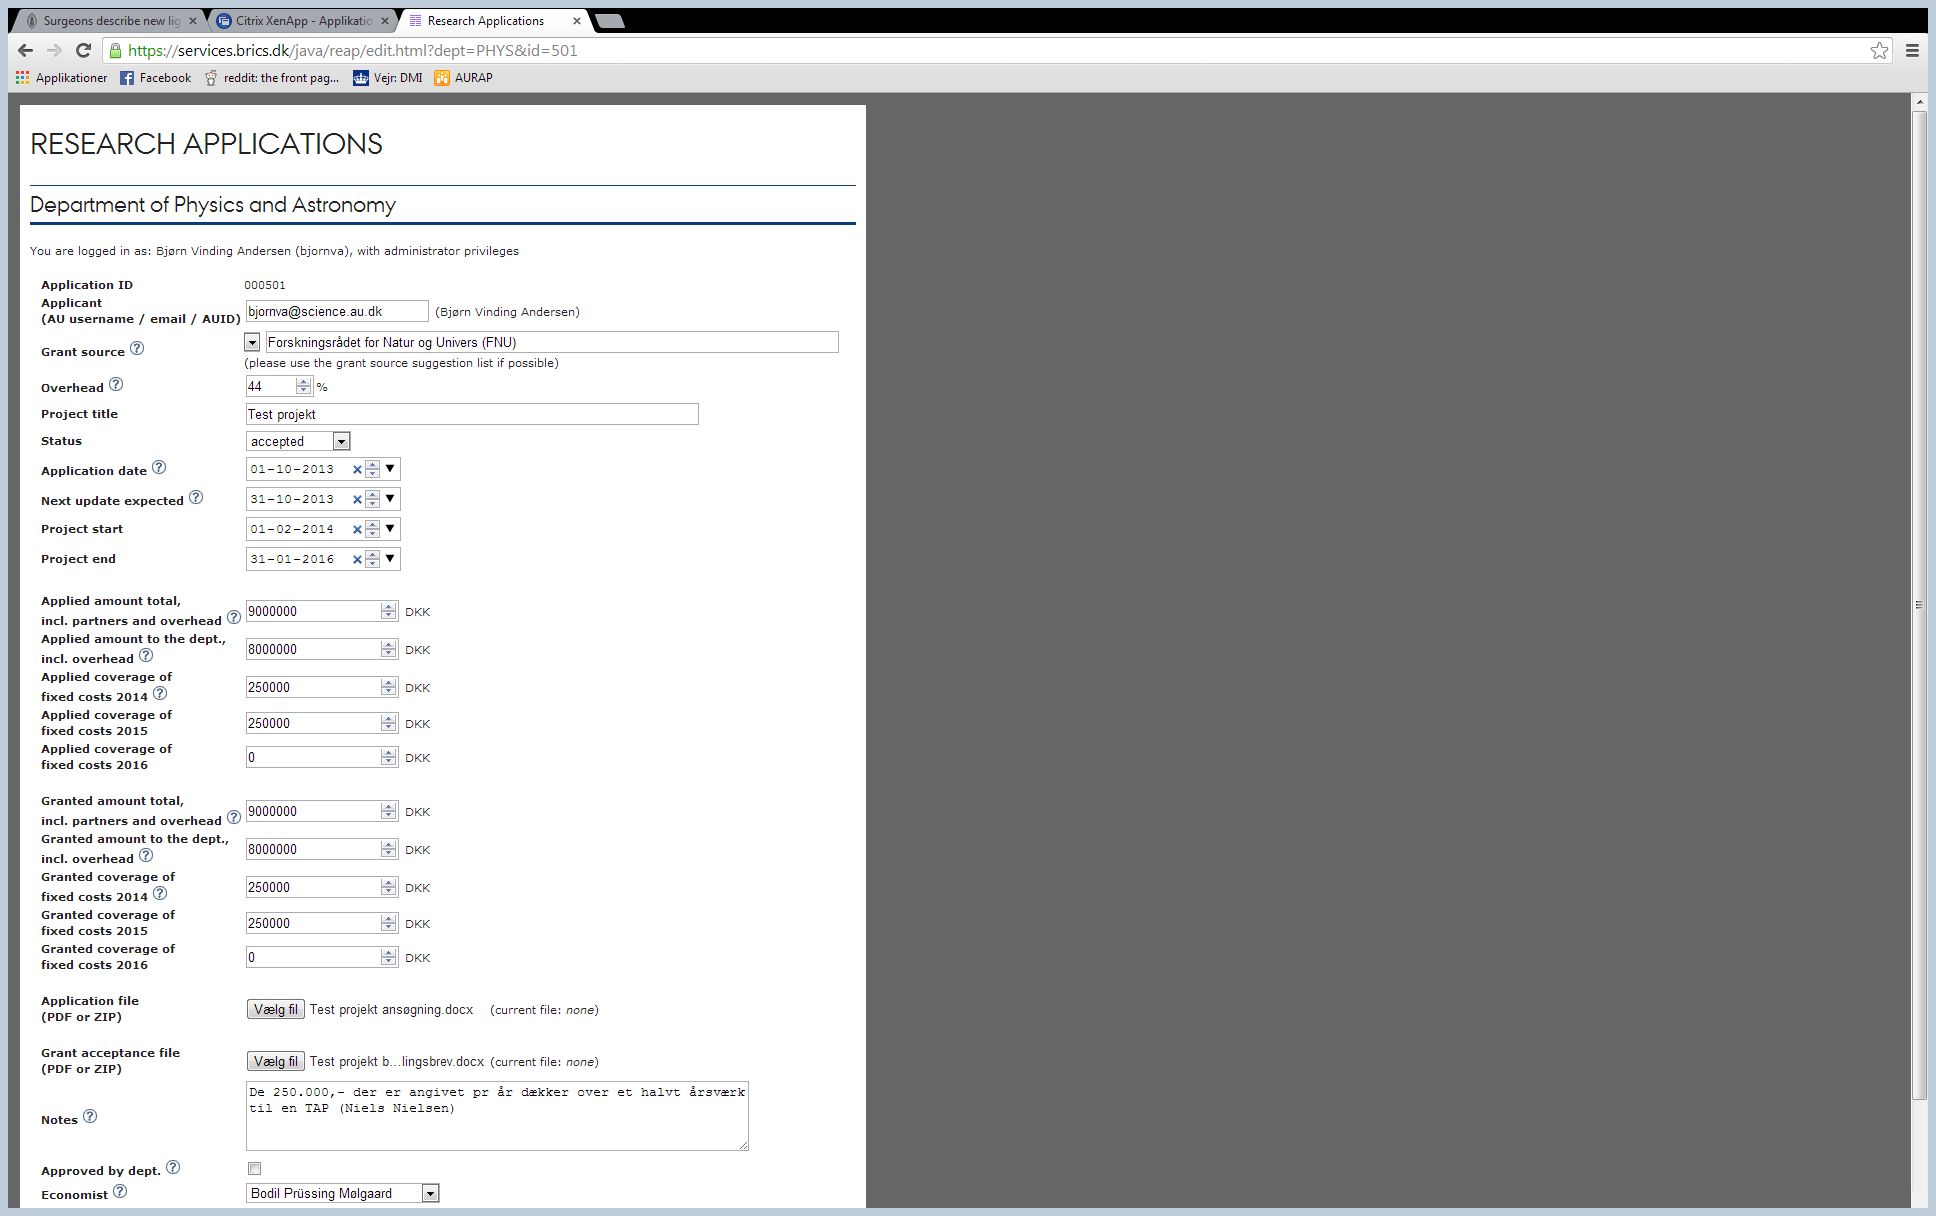 Surgeons describe new lig
Citrix XenApp - Applikatio
Research Applications
https://services.brics.dk/java/reap/edit.html?dept=PHYS&id=501
Applikationer
Facebook
reddit: the front pag...
Vejr: DMI
AURAP
RESEARCH APPLICATIONS
Department of Physics and Astronomy
You are logged in as: Bjørn Vinding Andersen (bjornva), with administrator privileges
Application ID 000501
Applicant
(AU username / email / AUID) bjornva@science.au.dk (Bjørn Vinding Andersen)
Grant source ? Forskningsrådet for Natur og Univers (FNU)
(please use the grant source suggestion list if possible)
Overhead ? 44 %
Project title Test projekt
Status accepted
Application date ? 01-10-2013
Next update expected ? 31-10-2013
Project start 01-02-2014
Project end 31-01-2016
Applied amount total,
incl. partners and overhead ? 9000000 DKK
Applied amount to the dept.,
incl. overhead ? 8000000 DKK
Applied coverage of
fixed costs 2014 ? 250000 DKK
Applied coverage of
fixed costs 2015 250000 DKK
Applied coverage of
fixed costs 2016 0 DKK
Granted amount total,
incl. partners and overhead ? 9000000 DKK
Granted amount to the dept.,
incl. overhead ? 8000000 DKK
Granted coverage of
fixed costs 2014 ? 250000 DKK
Granted coverage of
fixed costs 2015 250000 DKK
Granted coverage of
fixed costs 2016 0 DKK
Application file
(PDF or ZIP) Vælg fil Test projekt ansøgning.docx (current file: none)
Grant acceptance file
(PDF or ZIP) Vælg fil Test projekt b...lingsbrev.docx (current file: none)
De 250.000,- der er angivet pr år dækker over et halvt årsværk
til en TAP (Niels Nielsen)
Notes ?
Approved by dept. ?
Economist ? Bodil Prüssing Mølgaard